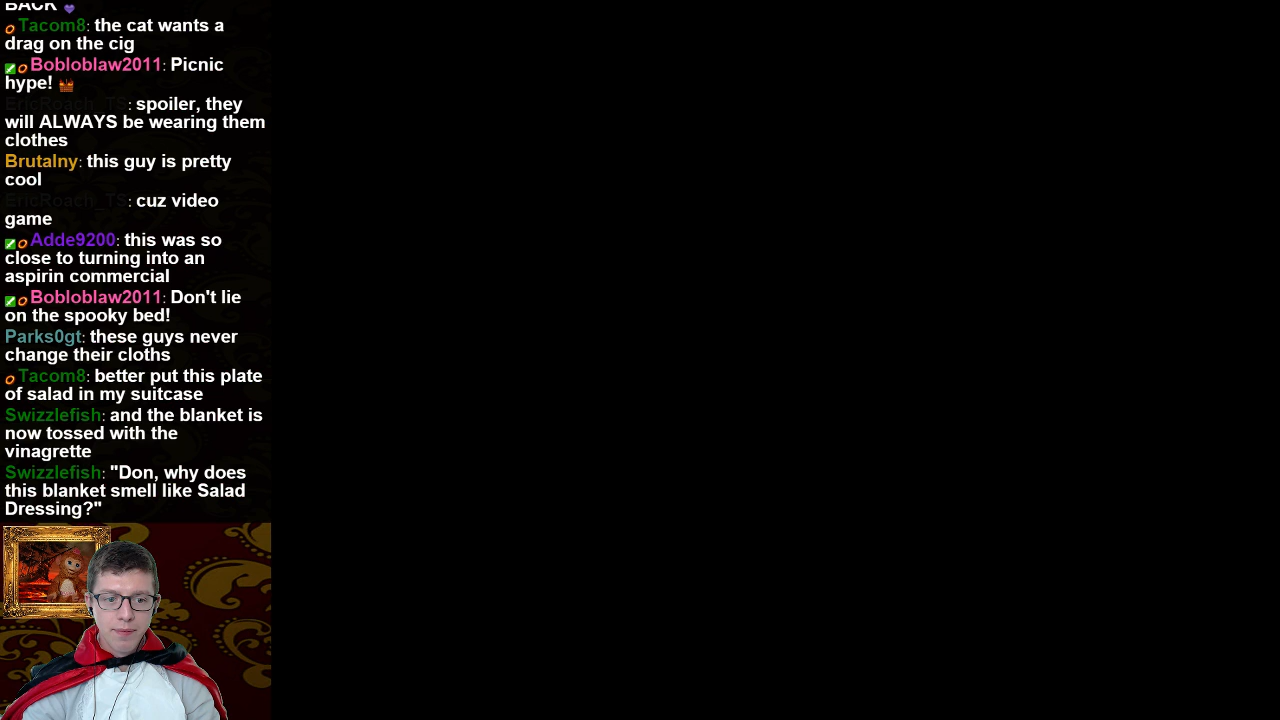 BACK
Tacom8: the cat wants a
drag on the cig
Bobloblaw2011: Picnic
hype!
EricRoach_TS: spoiler, they
will ALWAYS be wearing them
clothes
Brutalny: this guy is pretty
cool
EricRoach_TS: cuz video
game
Adde9200: this was so
close to turning into an
aspirin commercial
Bobloblaw2011: Don't lie
on the spooky bed!
Parks0gt: these guys never
change their cloths
Tacom8: better put this plate
of salad in my suitcase
Swizzlefish: and the blanket is
now tossed with the
vinagrette
Swizzlefish: "Don, why does
this blanket smell like Salad
Dressing?"